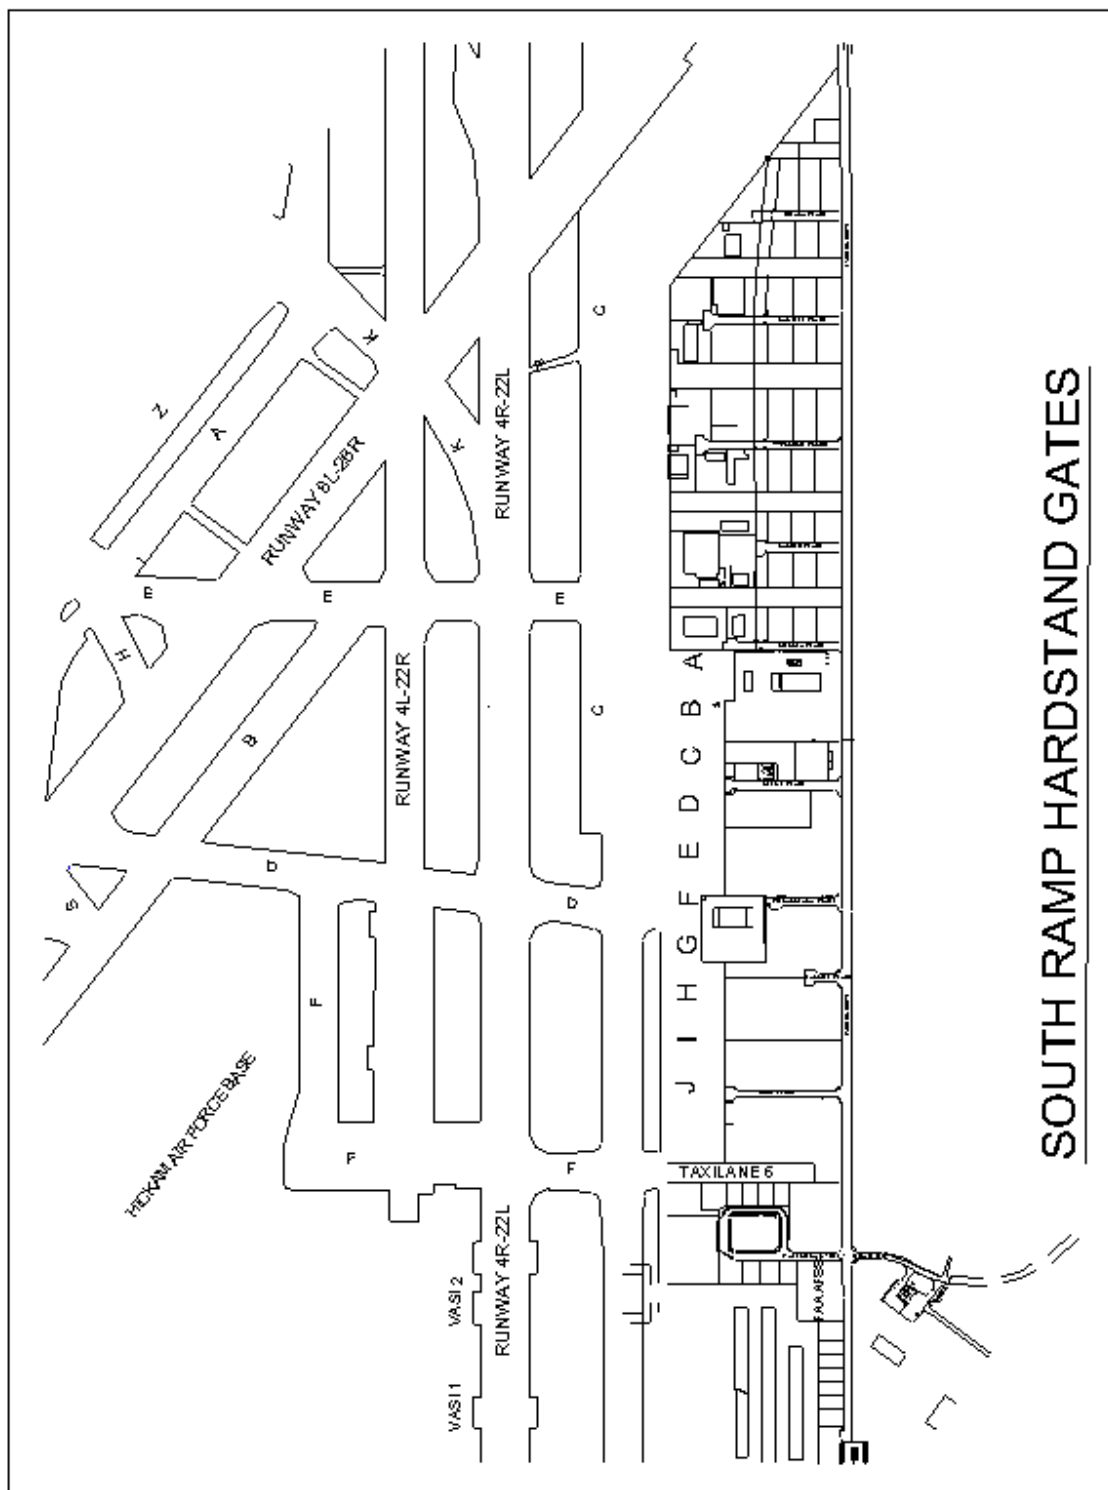 SOUTH RAMP HARDSTAND GATES
HICKAM AIR FORCE BASE
RUNWAY 8L-26R
RUNWAY 4L-22R
RUNWAY 4R-22L
RUNWAY 4R-22L
VASI 1
VASI 2
TAXILANE 6
F.A.A. AFSS
S
H
Z
A
B
E
E
E
K
K
B
D
D
F
F
F
C
G
J
I
H
G
F
E
D
C
B
A